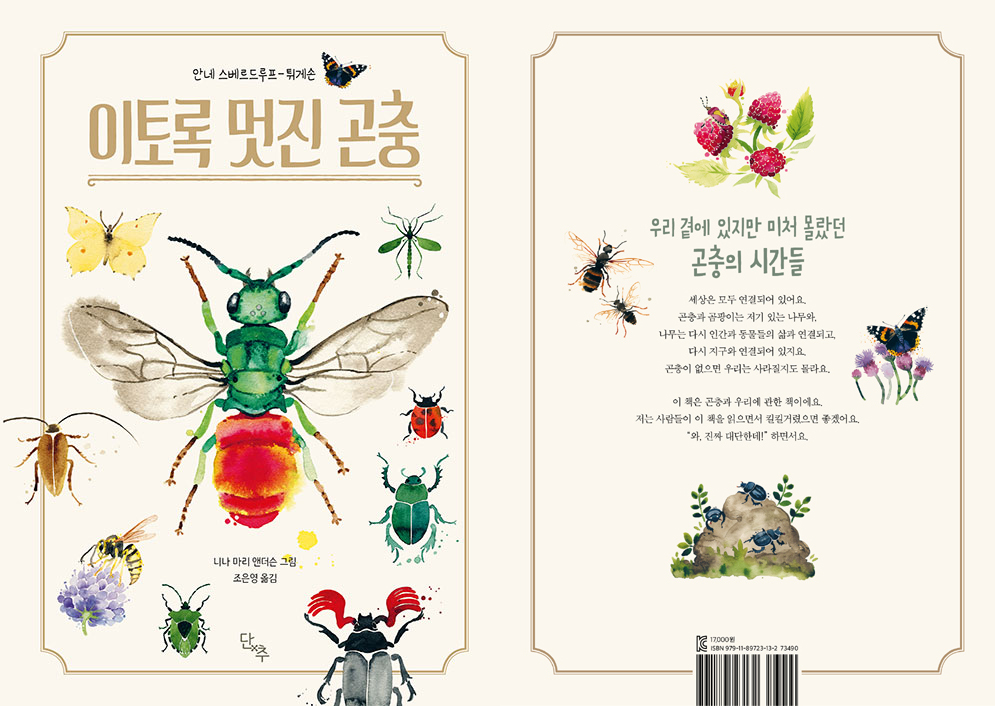 안네 스베르드루프-튀게손
이토록 멋진 곤충
니나 마리 앤더슨 그림
조은영 옮김
단추
우리 곁에 있지만 미처 몰랐던
곤충의 시간들
세상은 모두 연결되어 있어요.
곤충과 곰팡이는 저기 있는 나무와,
나무는 다시 인간과 동물들의 삶과 연결되고,
다시 지구와 연결되어 있지요.
곤충이 없으면 우리는 사라질지도 몰라요.
이 책은 곤충과 우리에 관한 책이에요.
저는 사람들이 이 책을 읽으면서 킬킬거렸으면 좋겠어요.
“와, 진짜 대단한데!” 하면서요.
17,000원
ISBN 979-11-89723-13-2 73490